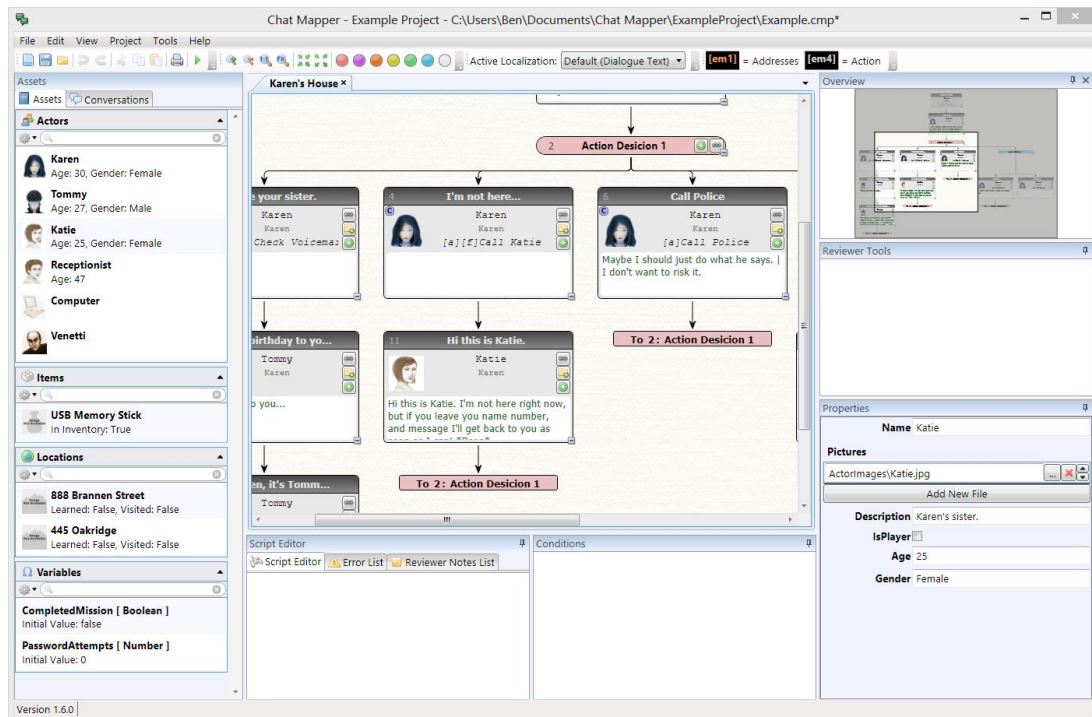 Chat Mapper - Example Project - C:\Users\Ben\Documents\Chat Mapper\ExampleProject\Example.cmp*
File Edit View Project Tools Help
Active Localization: Default (Dialogue Text) [em1] = Addresses [em4] = Action
Assets
Assets Conversations
Actors
Karen
Age: 30, Gender: Female
Tommy
Age: 27, Gender: Male
Katie
Age: 25, Gender: Female
Receptionist
Age: 47
Computer
Venetti
Items
USB Memory Stick
In Inventory: True
Locations
888 Brannen Street
Learned: False, Visited: False
445 Oakridge
Learned: False, Visited: False
Variables
CompletedMission [ Boolean ]
Initial Value: false
PasswordAttempts [ Number ]
Initial Value: 0
Karen's House
2 Action Desicion 1
your sister.
Karen
Karen
Check Voicemai
4 I'm not here...
Karen
Karen
[a][f]Call Katie
6 Call Police
Karen
Karen
[a]Call Police
Maybe I should just do what he says. |
I don't want to risk it.
To 2: Action Desicion 1
birthday to yo...
Tommy
Karen
o you...
11 Hi this is Katie.
Katie
Karen
Hi this is Katie. I'm not here right now,
but if you leave you name number,
and message I'll get back to you as
soon as I can! *Beep*
To 2: Action Desicion 1
en, it's Tomm...
Tommy
Script Editor
Script Editor Error List Reviewer Notes List
Conditions
Overview
Reviewer Tools
Properties
Name Katie
Pictures
ActorImages\Katie.jpg ...
Add New File
Description Karen's sister.
IsPlayer
Age 25
Gender Female
Version 1.6.0